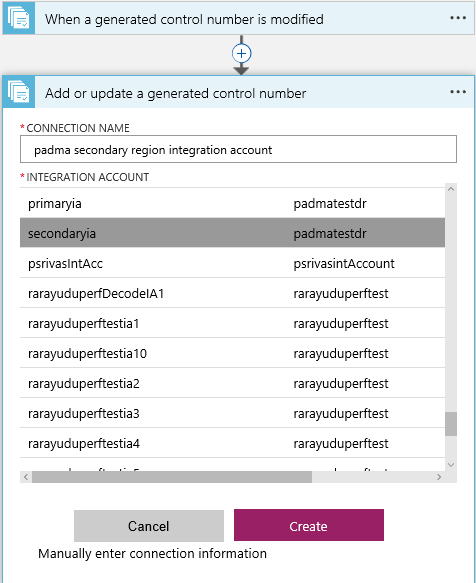 When a generated control number is modified
Add or update a generated control number
* CONNECTION NAME
padma secondary region integration account
* INTEGRATION ACCOUNT
primaryia padmatestdr
secondaryia padmatestdr
psrivasIntAcc psrivasintAccount
rarayuduperfDecodeIA1 rarayuduperftest
rarayuduperftestia1 rarayuduperftest
rarayuduperftestia10 rarayuduperftest
rarayuduperftestia2 rarayuduperftest
rarayuduperftestia3 rarayuduperftest
rarayuduperftestia4 rarayuduperftest
Cancel Create
Manually enter connection information